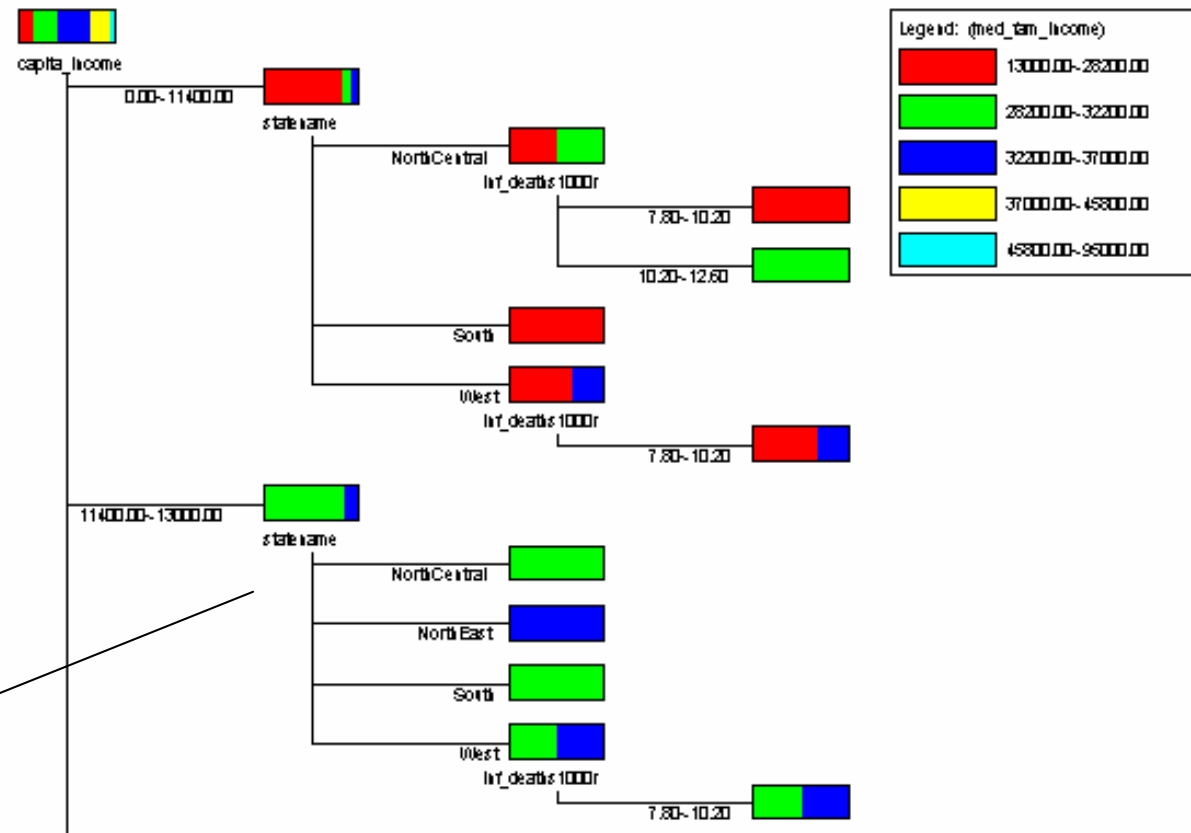 capita_income
0.00~11400.00
statename
NorthCentral
inf_deaths1000r
7.80~10.20
10.20~12.60
South
West
inf_deaths1000r
7.80~10.20
11400.00~13000.00
statename
NorthCentral
NorthEast
South
West
inf_deaths1000r
7.80~10.20
Legend: (med_fam_income)
13000.00~28200.00
28200.00~32200.00
32200.00~37000.00
37000.00~45800.00
45800.00~95000.00